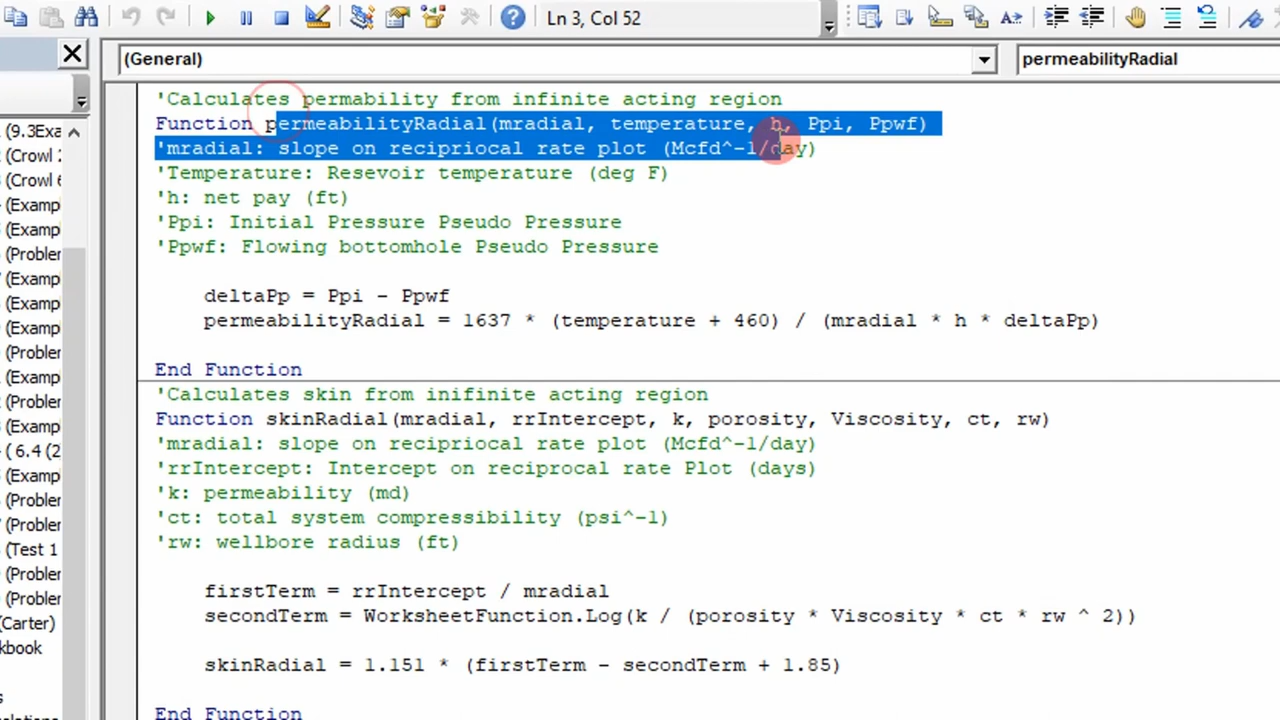 Ln 3, Col 52
(General)
permeabilityRadial
(9.3Exa
(Crowl 2
(Crowl 6
(Examp
(Examp
(Probler
(Examp
(Examp
(Examp
(Probler
(Examp
(Probler
(Examp
( 6.4 (2
(Examp
(Probler
(Probler
(Test 1
(Probler
(Probler
(Carter)
kbook
'Calculates permability from infinite acting region
Function permeabilityRadial(mradial, temperature, h, Ppi, Ppwf)
'mradial: slope on recipriocal rate plot (Mcfd^-1/day)
'Temperature: Resevoir temperature (deg F)
'h: net pay (ft)
'Ppi: Initial Pressure Pseudo Pressure
'Ppwf: Flowing bottomhole Pseudo Pressure
deltaPp = Ppi - Ppwf
permeabilityRadial = 1637 * (temperature + 460) / (mradial * h * deltaPp)
End Function
'Calculates skin from inifinite acting region
Function skinRadial(mradial, rrIntercept, k, porosity, Viscosity, ct, rw)
'mradial: slope on recipriocal rate plot (Mcfd^-1/day)
'rrIntercept: Intercept on reciprocal rate Plot (days)
'k: permeability (md)
'ct: total system compressibility (psi^-1)
'rw: wellbore radius (ft)
firstTerm = rrIntercept / mradial
secondTerm = WorksheetFunction.Log(k / (porosity * Viscosity * ct * rw ^ 2))
skinRadial = 1.151 * (firstTerm - secondTerm + 1.85)
End Function